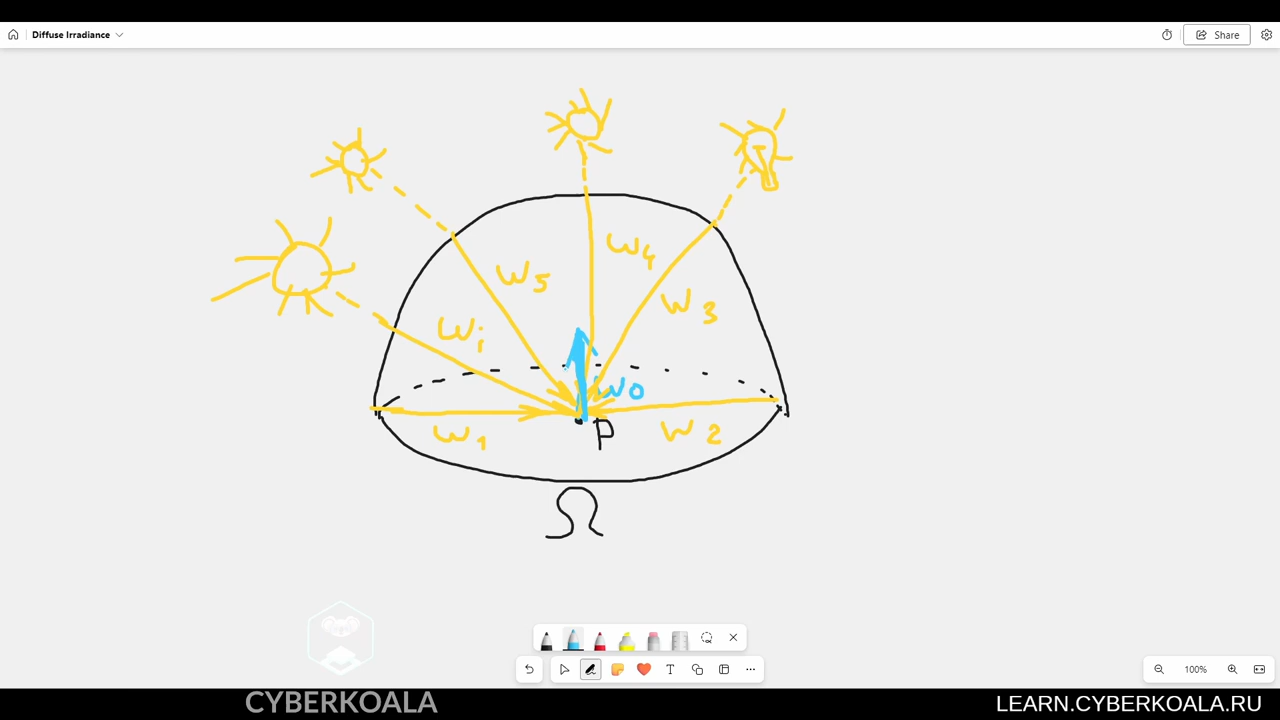 Diffuse Irradiance
Share
W4
W5
W3
Wi
W0
W1
P
W2
Ω
100%
CYBERKOALA
LEARN.CYBERKOALA.RU